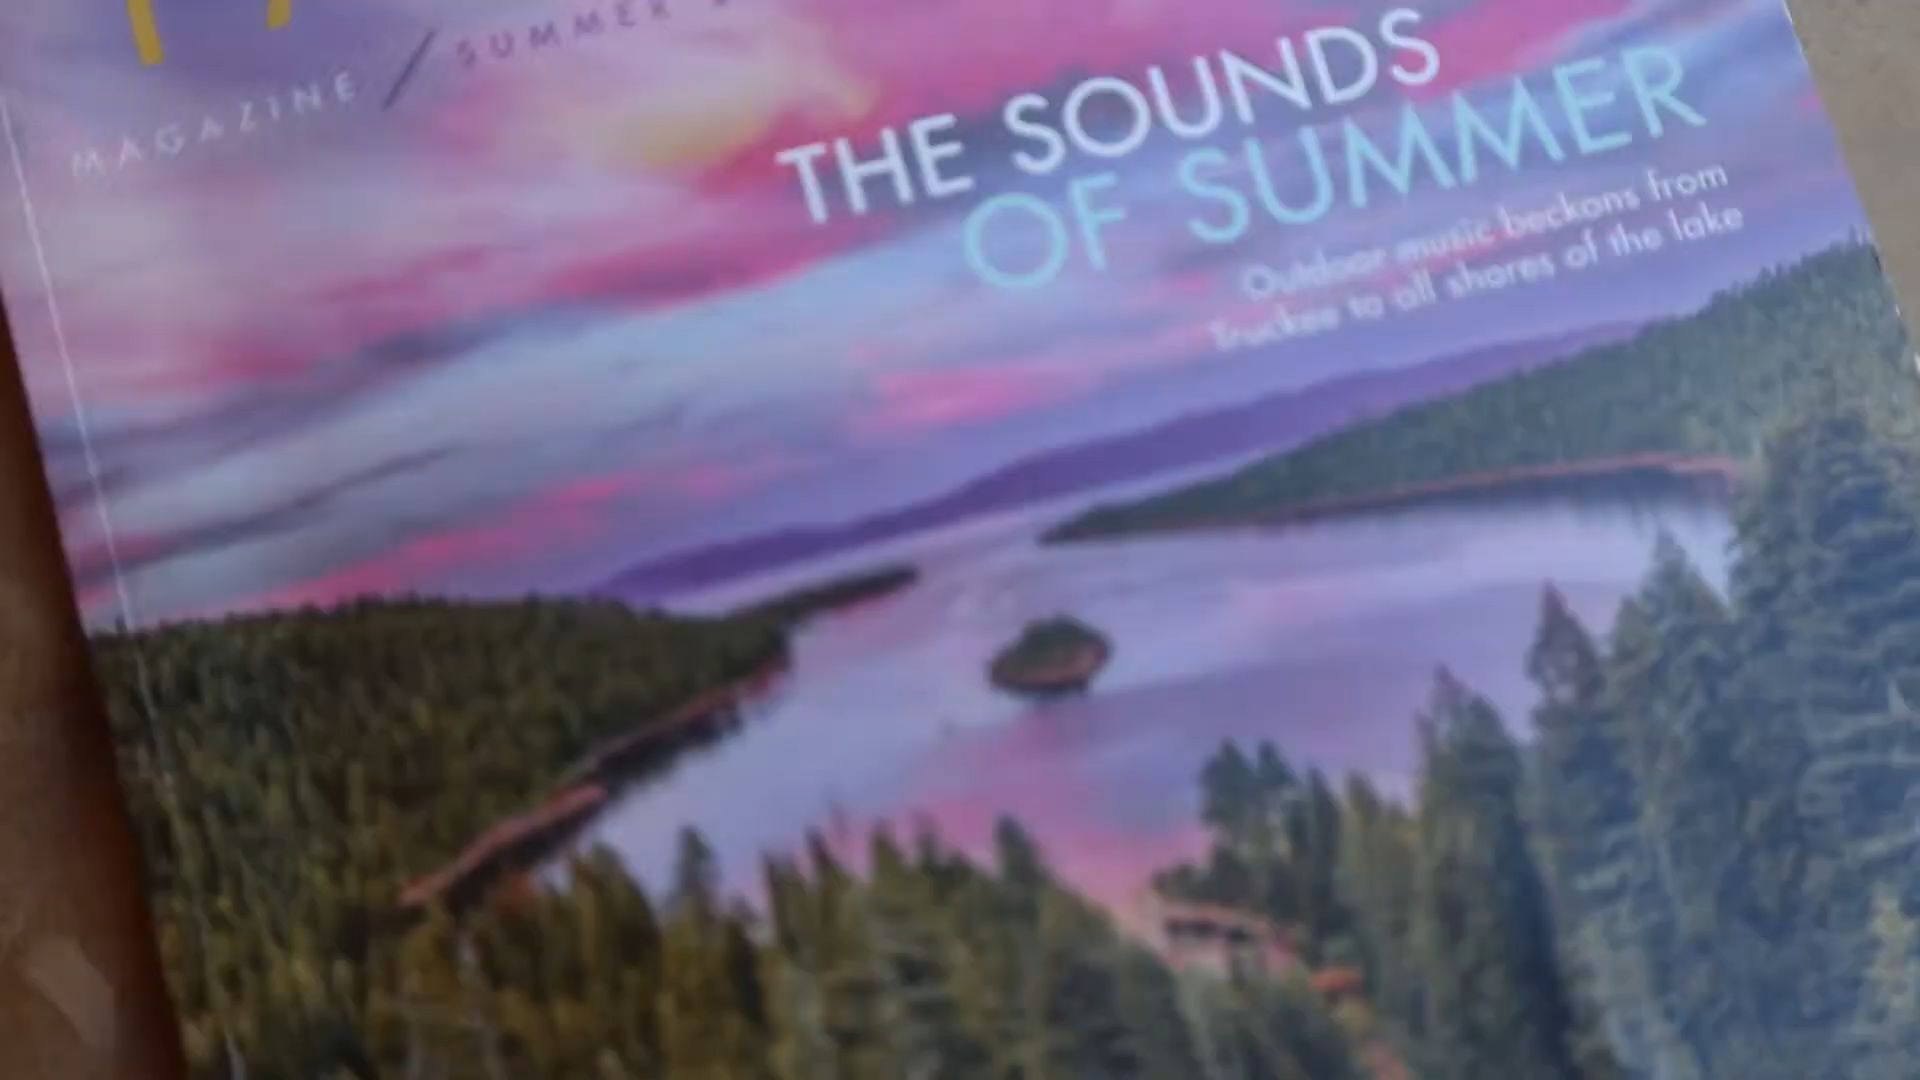 MAGAZINE / SUMMER
THE SOUNDS
OF SUMMER
Outdoor music beckons from
Truckee to all shores of the lake